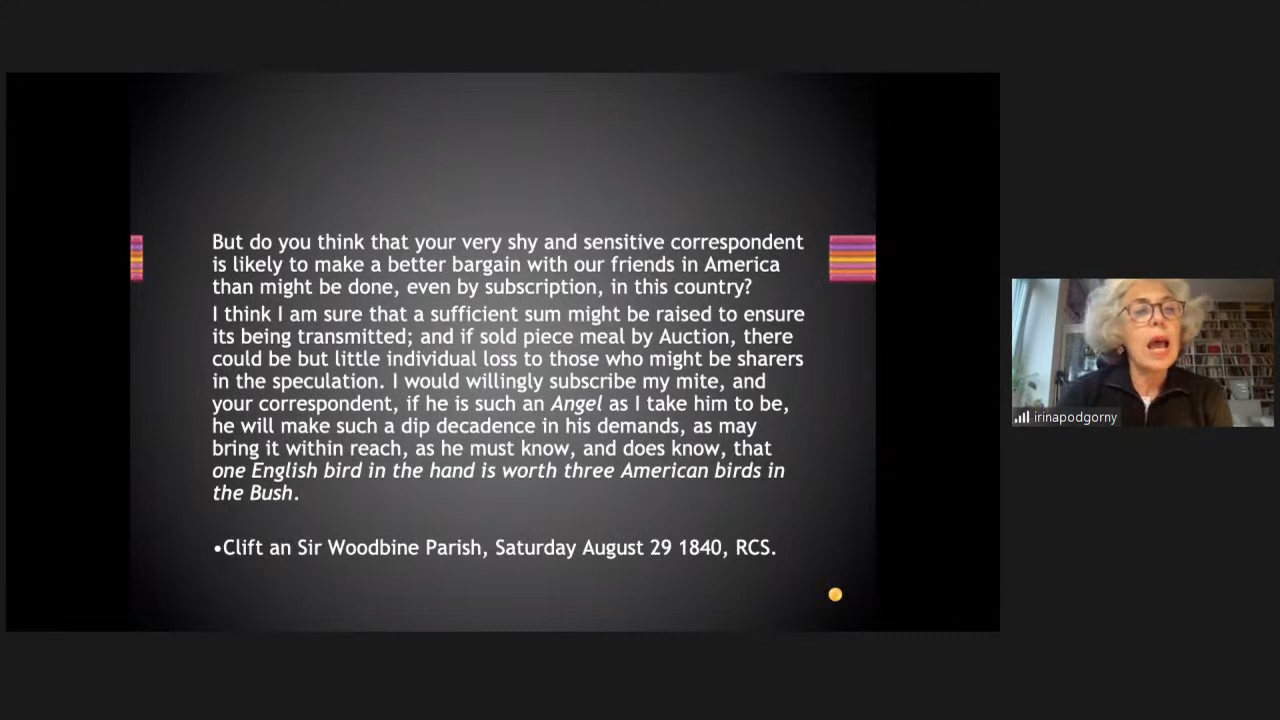 But do you think that your very shy and sensitive correspondent
is likely to make a better bargain with our friends in America
than might be done, even by subscription, in this country?
I think I am sure that a sufficient sum might be raised to ensure
its being transmitted; and if sold piece meal by Auction, there
could be but little individual loss to those who might be sharers
in the speculation. I would willingly subscribe my mite, and
your correspondent, if he is such an Angel as I take him to be,
he will make such a dip decadence in his demands, as may
bring it within reach, as he must know, and does know, that
one English bird in the hand is worth three American birds in
the Bush.
•Clift an Sir Woodbine Parish, Saturday August 29 1840, RCS.
irinapodgorny